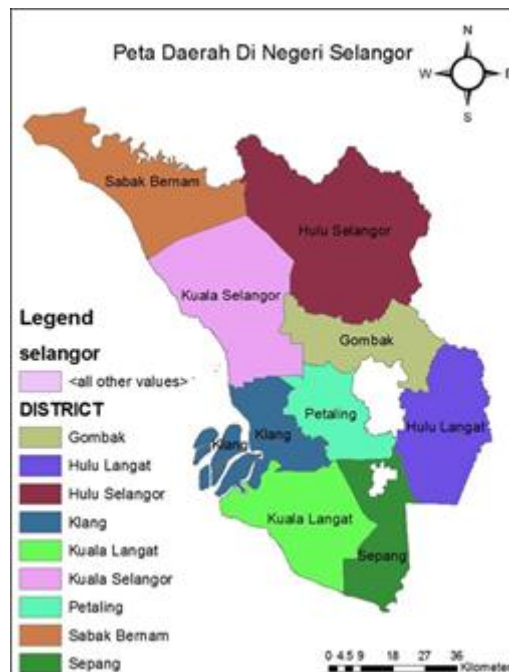 Peta Daerah Di Negeri Selangor
N
W
E
S
Sabak Bernam
Hulu Selangor
Kuala Selangor
Gombak
Petaling
Klang
Klang
Hulu Langat
Kuala Langat
Sepang
Legend
selangor
<all other values>
DISTRICT
Gombak
Hulu Langat
Hulu Selangor
Klang
Kuala Langat
Kuala Selangor
Petaling
Sabak Bernam
Sepang
0 4.5 9 18 27 36
Kilometer